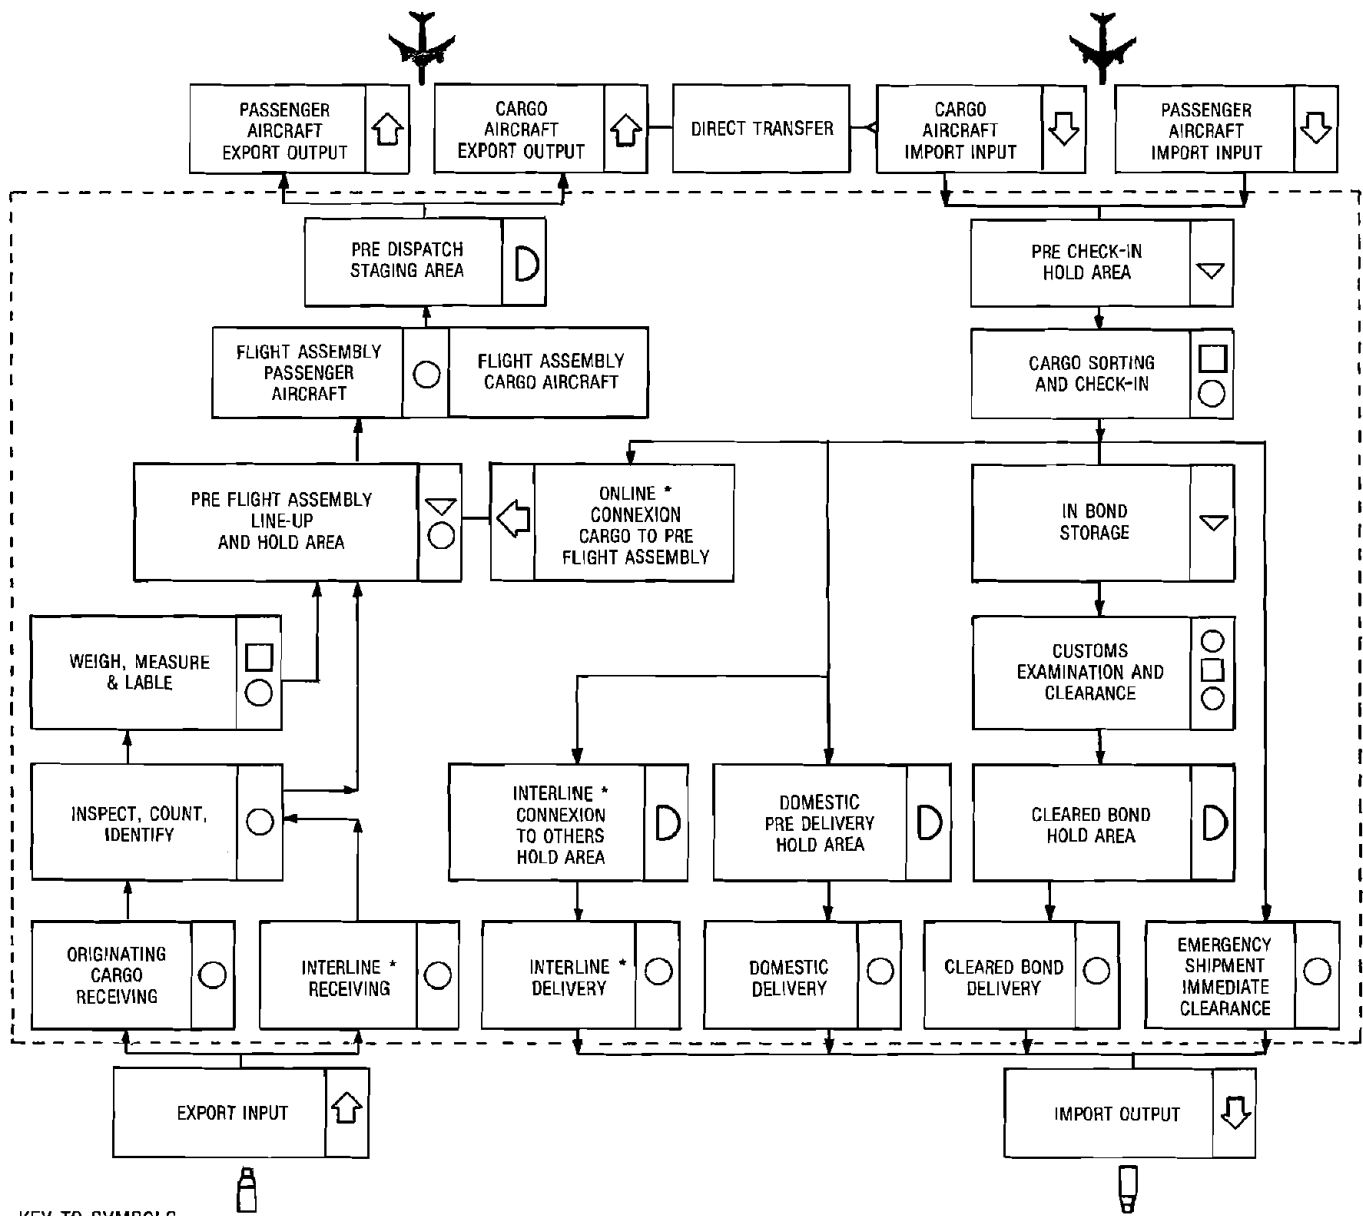 PASSENGER
AIRCRAFT
EXPORT OUTPUT
CARGO
AIRCRAFT
EXPORT OUTPUT
DIRECT TRANSFER
CARGO
AIRCRAFT
IMPORT INPUT
PASSENGER
AIRCRAFT
IMPORT INPUT
PRE DISPATCH
STAGING AREA
PRE CHECK-IN
HOLD AREA
FLIGHT ASSEMBLY
PASSENGER
AIRCRAFT
FLIGHT ASSEMBLY
CARGO AIRCRAFT
CARGO SORTING
AND CHECK-IN
PRE FLIGHT ASSEMBLY
LINE-UP
AND HOLD AREA
ONLINE *
CONNEXION
CARGO TO PRE
FLIGHT ASSEMBLY
IN BOND
STORAGE
WEIGH, MEASURE
& LABLE
CUSTOMS
EXAMINATION AND
CLEARANCE
INSPECT, COUNT,
IDENTIFY
INTERLINE *
CONNEXION
TO OTHERS
HOLD AREA
DOMESTIC
PRE DELIVERY
HOLD AREA
CLEARED BOND
HOLD AREA
ORIGINATING
CARGO
RECEIVING
INTERLINE *
RECEIVING
INTERLINE *
DELIVERY
DOMESTIC
DELIVERY
CLEARED BOND
DELIVERY
EMERGENCY
SHIPMENT
IMMEDIATE
CLEARANCE
EXPORT INPUT
IMPORT OUTPUT
KEY TO SYMBOLS